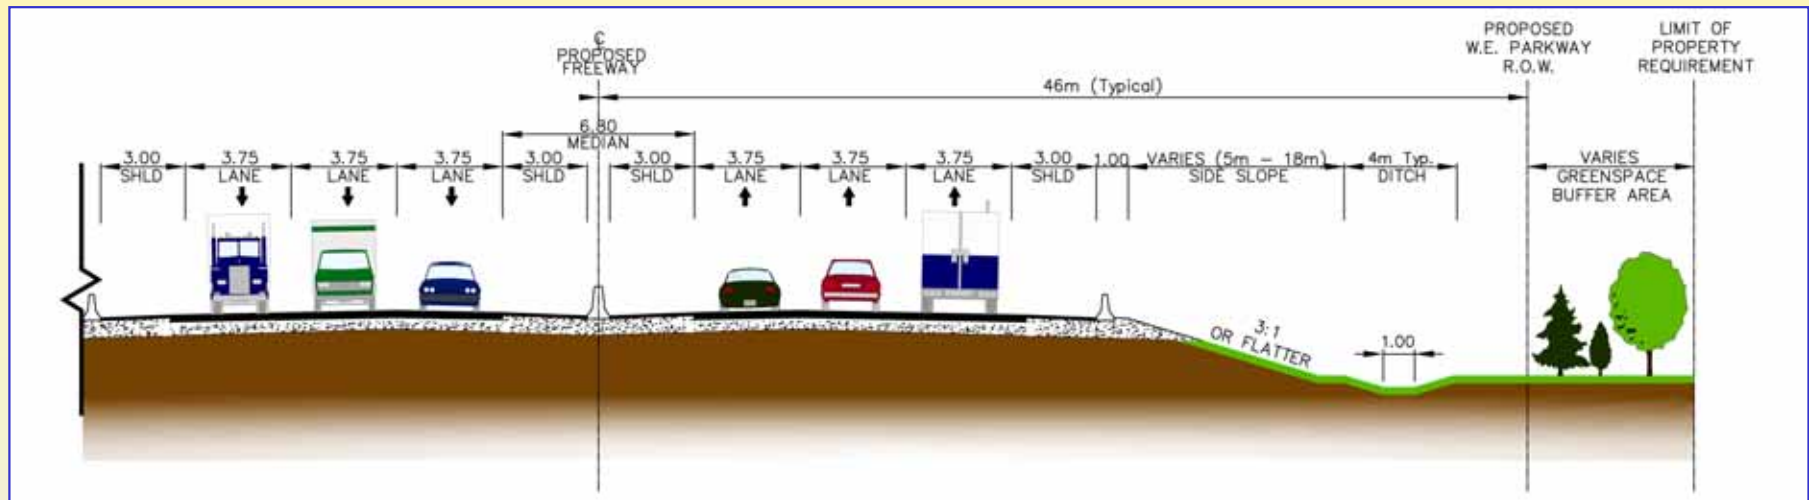 ℄
PROPOSED
FREEWAY
PROPOSED
W.E. PARKWAY
R.O.W.
LIMIT OF
PROPERTY
REQUIREMENT
46m (Typical)
6.80
MEDIAN
3.00
SHLD
3.75
LANE
3.75
LANE
3.75
LANE
3.00
SHLD
3.00
SHLD
3.75
LANE
3.75
LANE
3.75
LANE
3.00
SHLD
1.00
VARIES (5m - 18m)
SIDE SLOPE
4m Typ.
DITCH
VARIES
GREENSPACE
BUFFER AREA
3:1
OR FLATTER
1.00